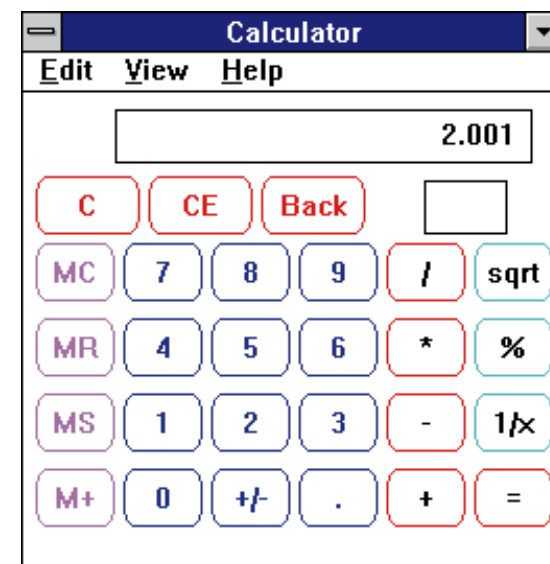 Calculator
Edit View Help
2.001
C CE Back
MC 7 8 9 / sqrt
MR 4 5 6 * %
MS 1 2 3 - 1/x
M+ 0 +/- . + =